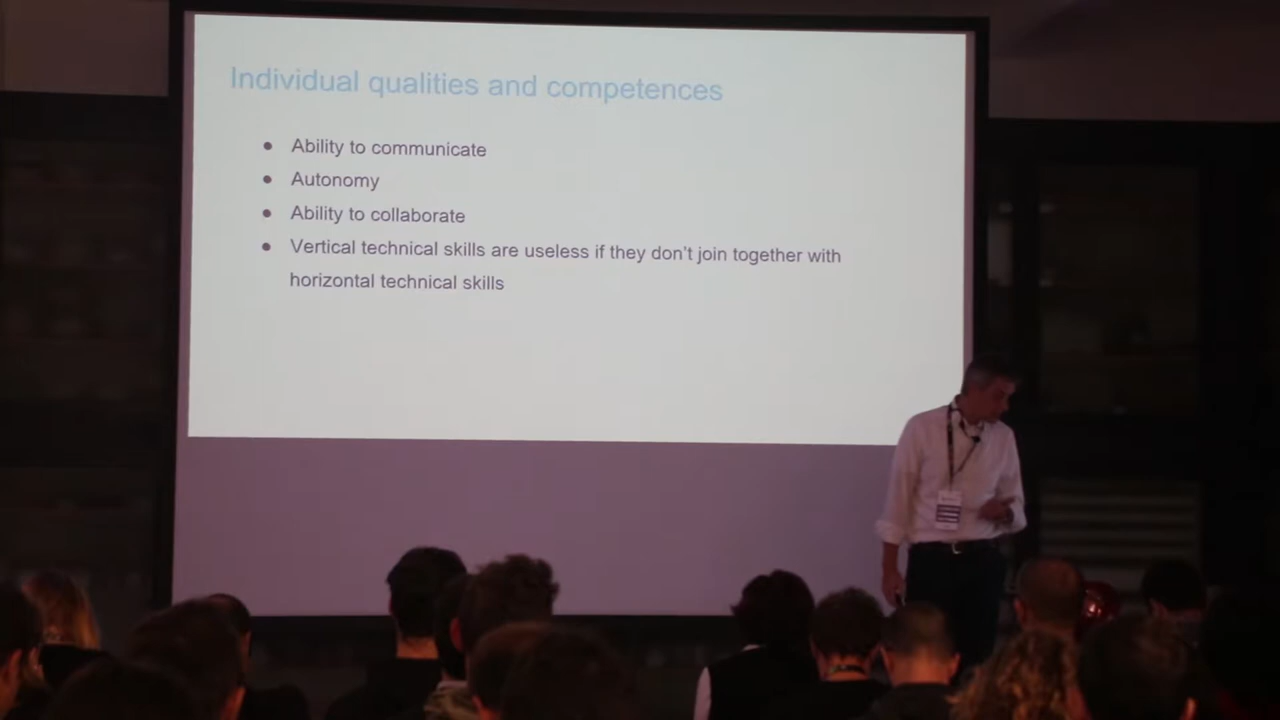 Individual qualities and competences
● Ability to communicate
● Autonomy
● Ability to collaborate
● Vertical technical skills are useless if they don't join together with
horizontal technical skills